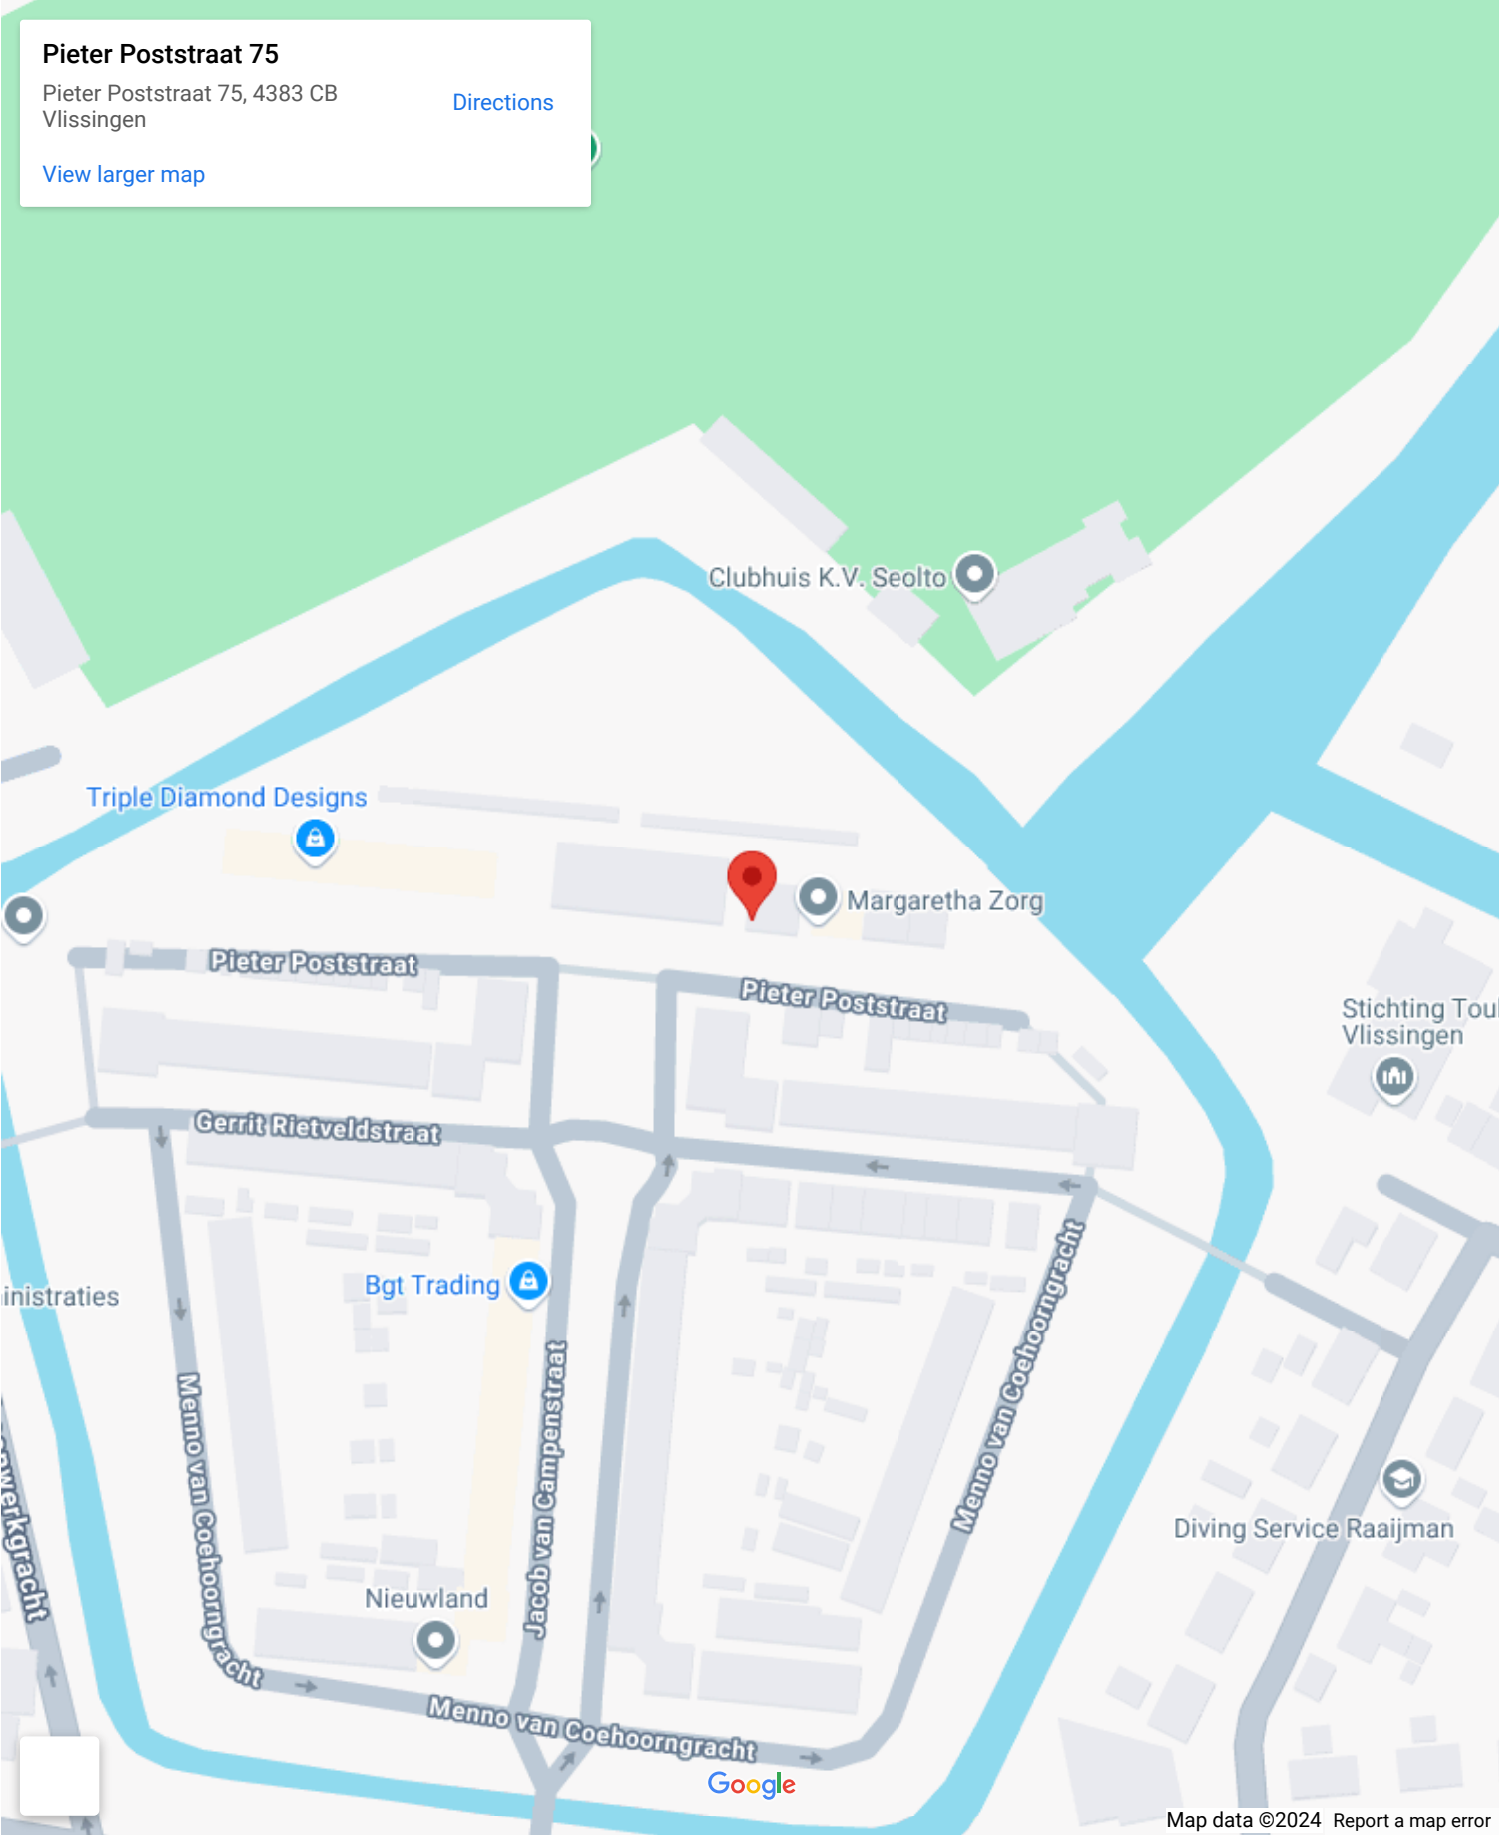 Pieter Poststraat 75
Pieter Poststraat 75, 4383 CB
Vlissingen
Directions
View larger map
Clubhuis K.V. Seolto
Triple Diamond Designs
Margaretha Zorg
Pieter Poststraat
Pieter Poststraat
Stichting Tou
Vlissingen
Gerrit Rietveldstraat
Bgt Trading
inistraties
Menno van Coehoorngracht
Menno van Coehoorngracht
Jacob van Campenstraat
werkgracht
Diving Service Raaijman
Nieuwland
Menno van Coehoorngracht
Google
Map data ©2024
Report a map error